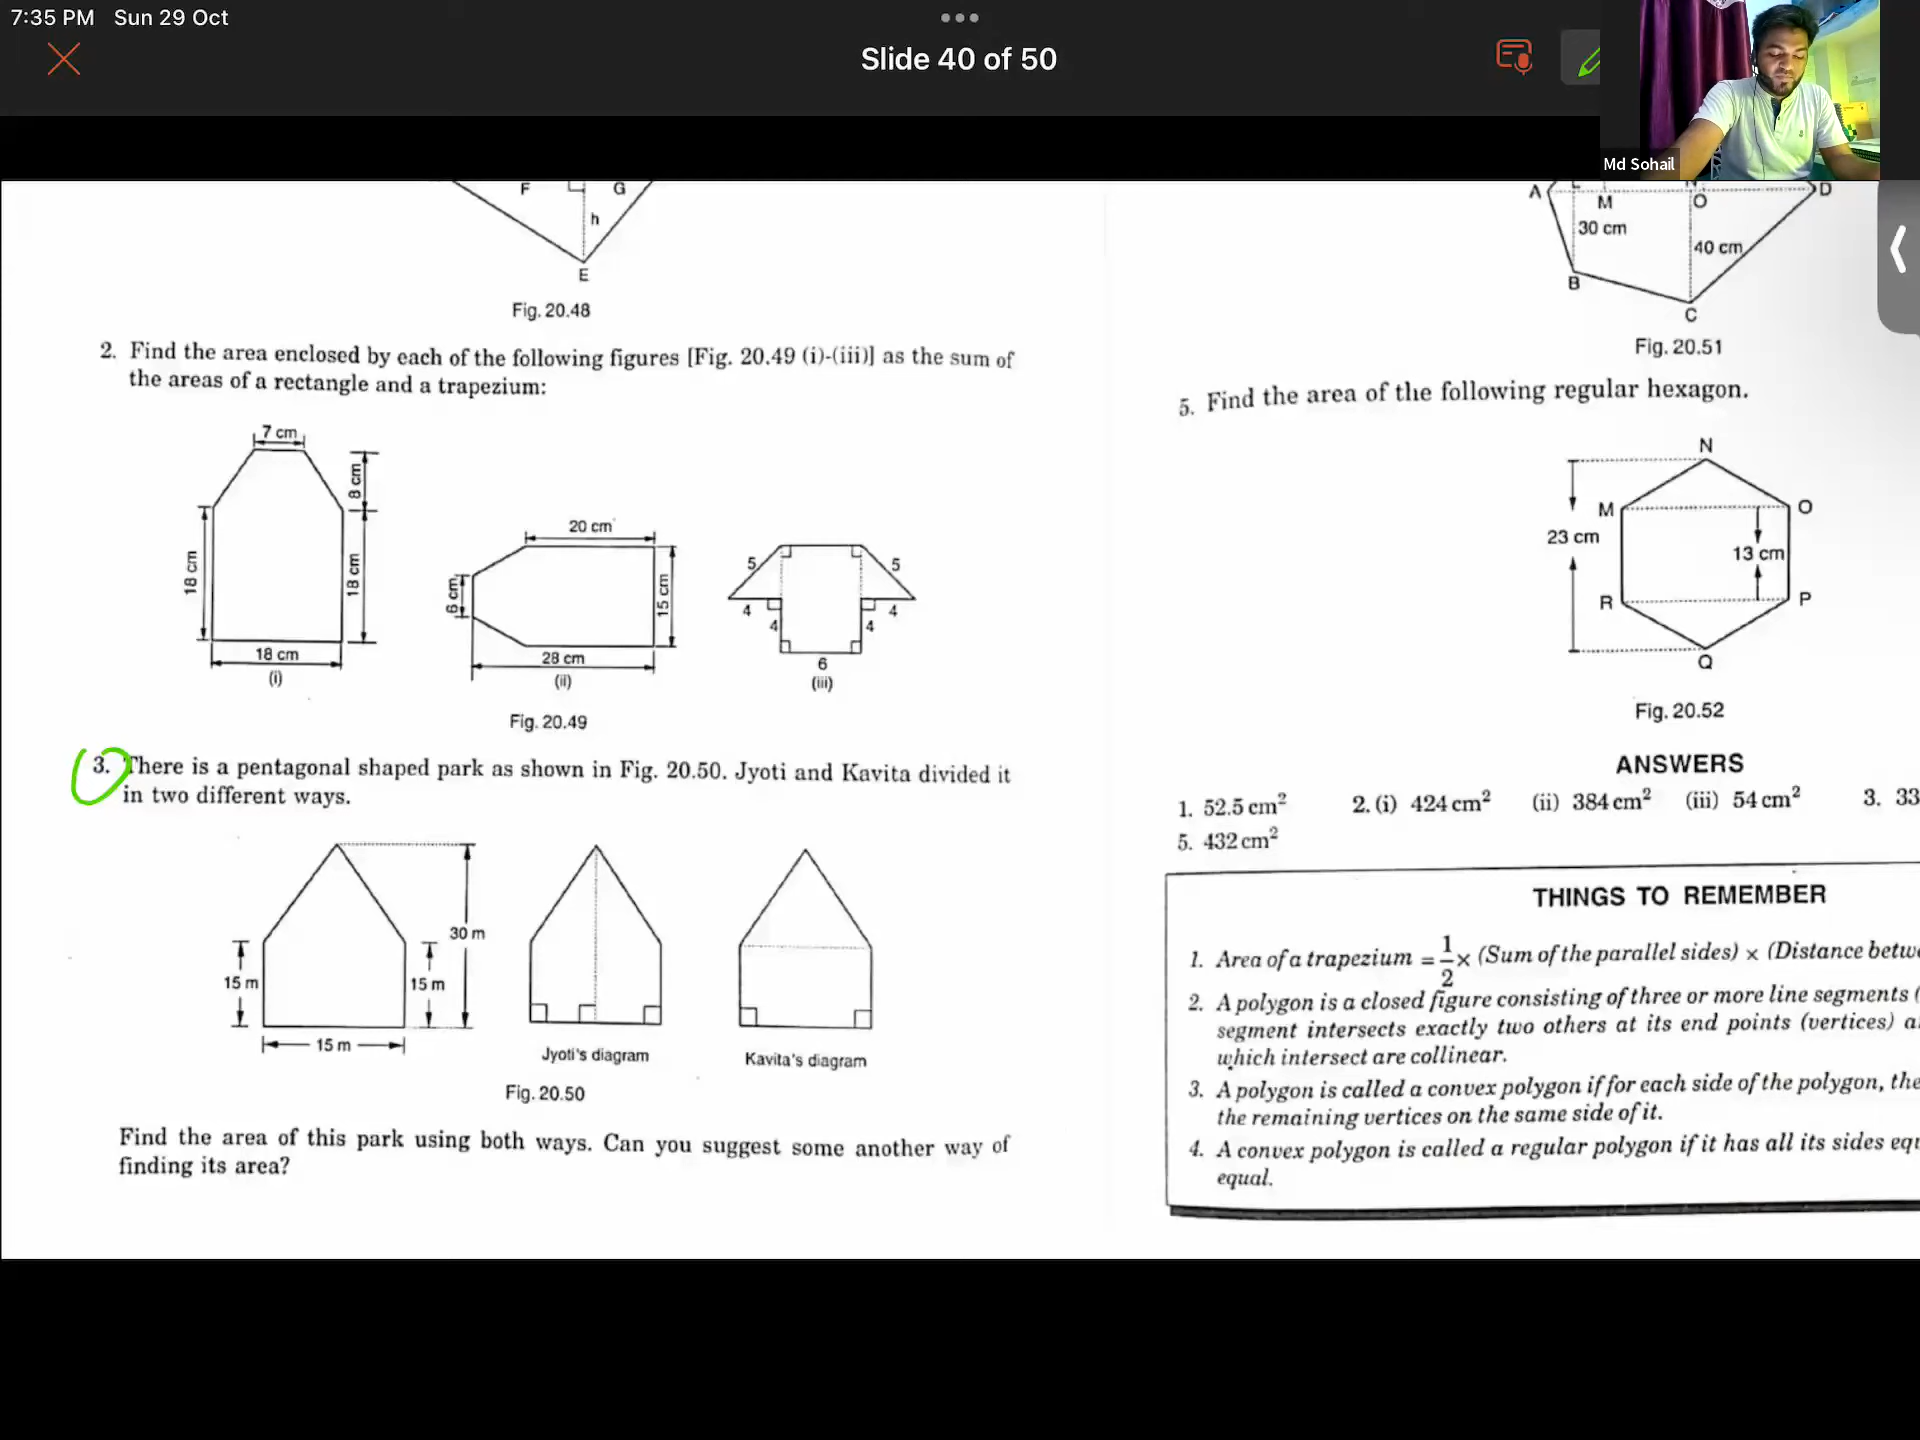 7:35 PM Sun 29 Oct
Slide 40 of 50
Md Sohail
F G
h
E
Fig. 20.48
2. Find the area enclosed by each of the following figures [Fig. 20.49 (i)-(iii)] as the sum of
the areas of a rectangle and a trapezium:
7 cm
8 cm
18 cm
18 cm
18 cm
(i)
20 cm
6 cm
15 cm
28 cm
(ii)
5 5
4 4
4 4
6
(iii)
Fig. 20.49
3. There is a pentagonal shaped park as shown in Fig. 20.50. Jyoti and Kavita divided it
in two different ways.
30 m
15 m
15 m
15 m
Jyoti's diagram
Kavita's diagram
Fig. 20.50
Find the area of this park using both ways. Can you suggest some another way of
finding its area?
A M O D
30 cm
40 cm
B
C
Fig. 20.51
5. Find the area of the following regular hexagon.
N
M O
23 cm
13 cm
R P
Q
Fig. 20.52
ANSWERS
1. 52.5 cm² 2. (i) 424 cm² (ii) 384 cm² (iii) 54 cm² 3. 33
5. 432 cm²
THINGS TO REMEMBER
1. Area of a trapezium = 1/2 × (Sum of the parallel sides) × (Distance betwe
2. A polygon is a closed figure consisting of three or more line segments (
segment intersects exactly two others at its end points (vertices) a
which intersect are collinear.
3. A polygon is called a convex polygon if for each side of the polygon, the
the remaining vertices on the same side of it.
4. A convex polygon is called a regular polygon if it has all its sides equ
equal.